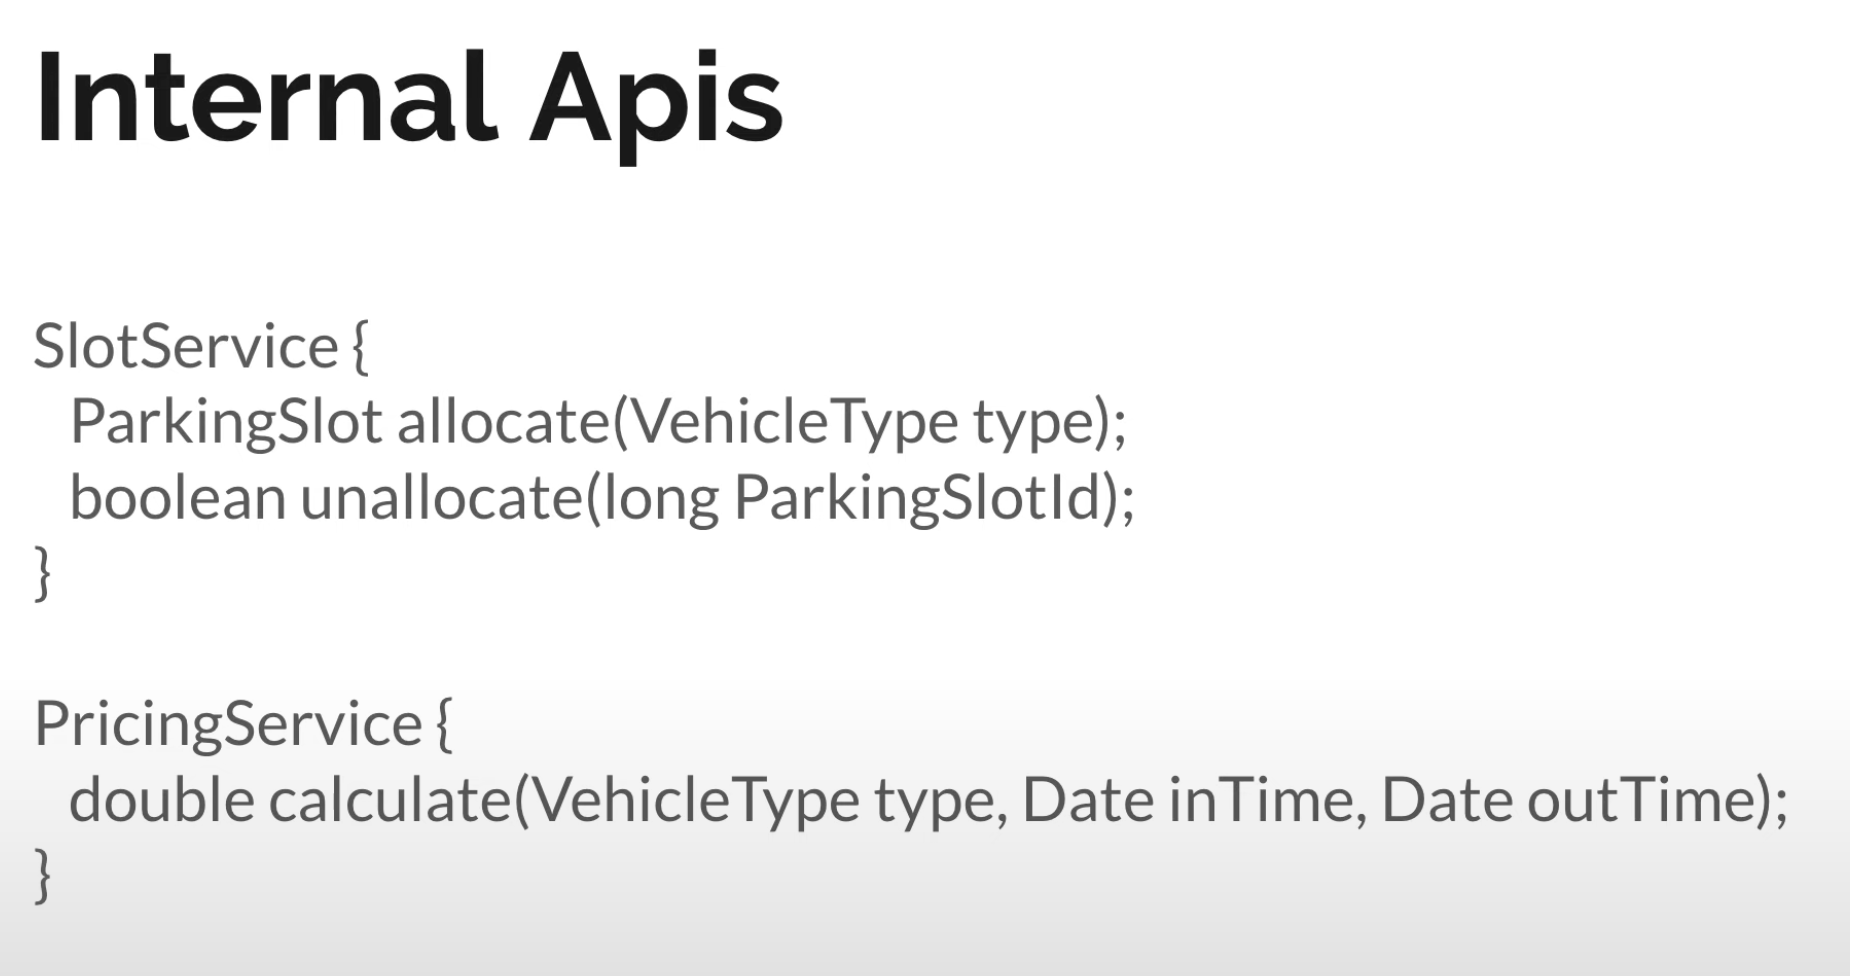 Internal Apis
SlotService {
ParkingSlot allocate(VehicleType type);
boolean unallocate(long ParkingSlotId);
}
PricingService {
double calculate(VehicleType type, Date inTime, Date outTime);
}